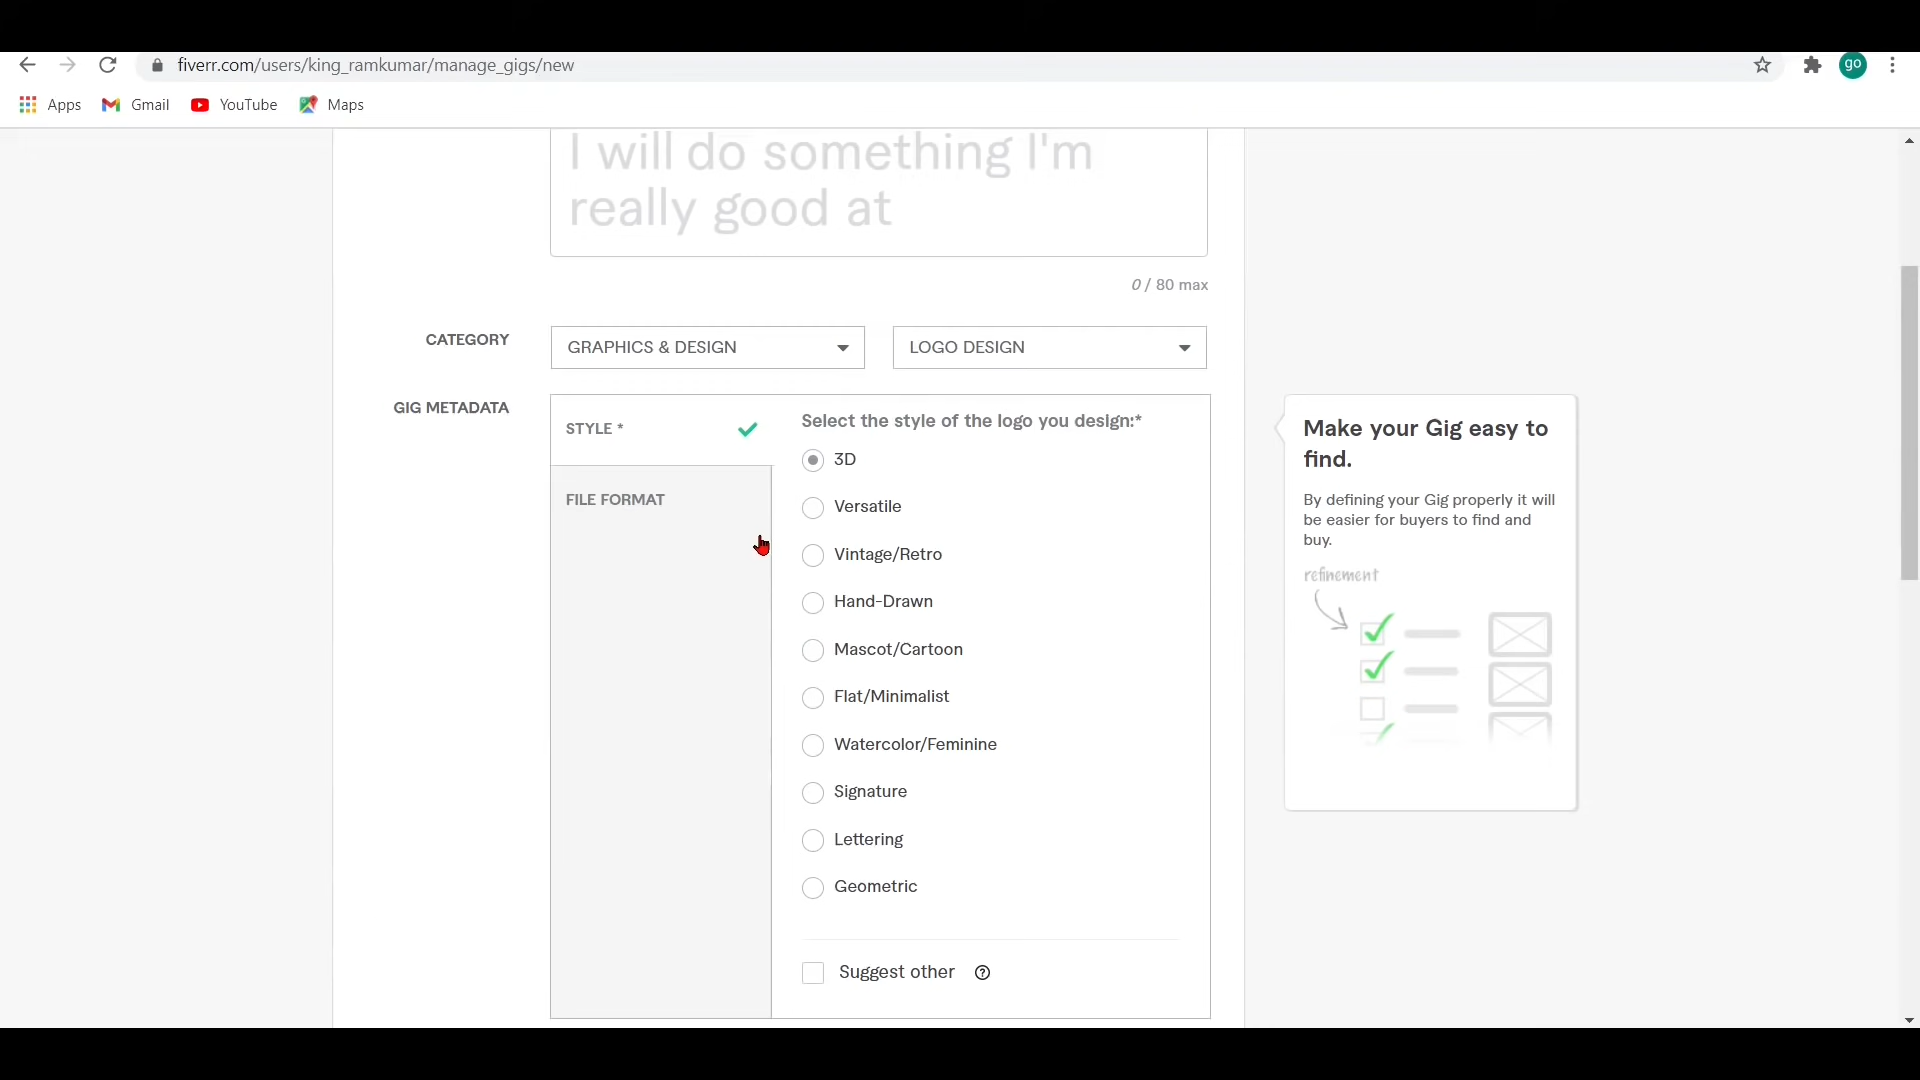 fiverr.com/users/king_ramkumar/manage_gigs/new
go
Apps Gmail YouTube Maps
I will do something I'm
really good at
0 / 80 max
CATEGORY
GRAPHICS & DESIGN
LOGO DESIGN
GIG METADATA
STYLE *
FILE FORMAT
Select the style of the logo you design:*
3D
Versatile
Vintage/Retro
Hand-Drawn
Mascot/Cartoon
Flat/Minimalist
Watercolor/Feminine
Signature
Lettering
Geometric
Suggest other ?
Make your Gig easy to
find.
By defining your Gig properly it will
be easier for buyers to find and
buy.
refinement